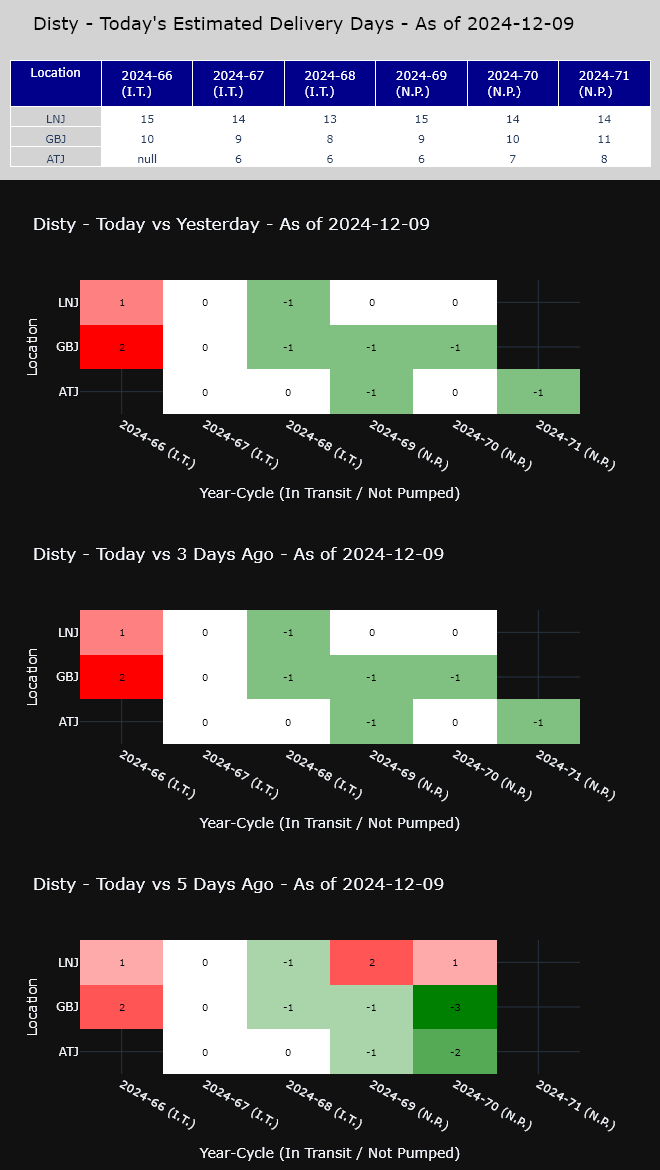 Disty - Today's Estimated Delivery Days - As of 2024-12-09
Location 2024-66 (I.T.) 2024-67 (I.T.) 2024-68 (I.T.) 2024-69 (N.P.) 2024-70 (N.P.) 2024-71 (N.P.)
LNJ 15 14 13 15 14 14
GBJ 10 9 8 9 10 11
ATJ null 6 6 6 7 8
Disty - Today vs Yesterday - As of 2024-12-09
Location
LNJ 1 0 -1 0 0
GBJ 2 0 -1 -1 -1
ATJ 0 0 -1 0 -1
2024-66 (I.T.) 2024-67 (I.T.) 2024-68 (I.T.) 2024-69 (N.P.) 2024-70 (N.P.) 2024-71 (N.P.)
Year-Cycle (In Transit / Not Pumped)
Disty - Today vs 3 Days Ago - As of 2024-12-09
Location
LNJ 1 0 -1 0 0
GBJ 2 0 -1 -1 -1
ATJ 0 0 -1 0 -1
2024-66 (I.T.) 2024-67 (I.T.) 2024-68 (I.T.) 2024-69 (N.P.) 2024-70 (N.P.) 2024-71 (N.P.)
Year-Cycle (In Transit / Not Pumped)
Disty - Today vs 5 Days Ago - As of 2024-12-09
Location
LNJ 1 0 -1 2 1
GBJ 2 0 -1 -1 -3
ATJ 0 0 -1 -2
2024-66 (I.T.) 2024-67 (I.T.) 2024-68 (I.T.) 2024-69 (N.P.) 2024-70 (N.P.) 2024-71 (N.P.)
Year-Cycle (In Transit / Not Pumped)